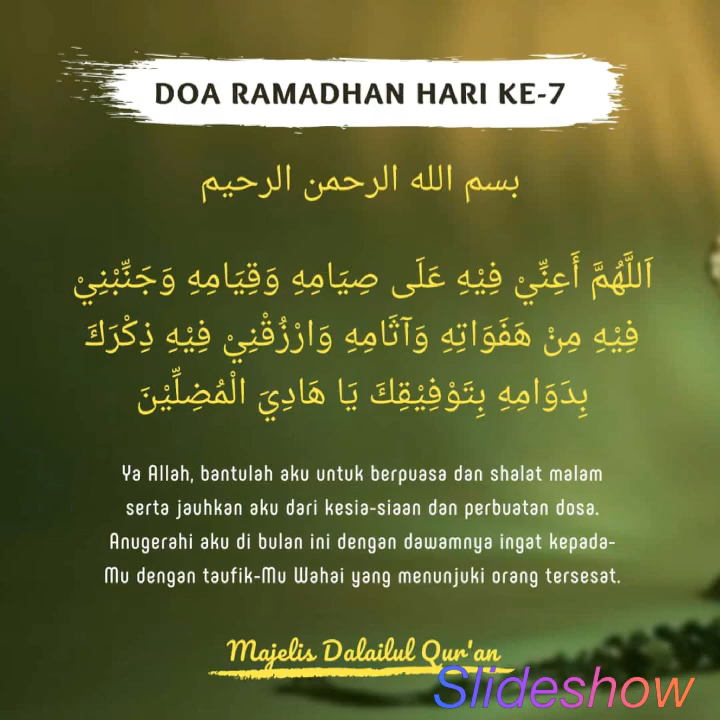 DOA RAMADHAN HARI KE-7
بسم الله الرحمن الرحيم
اَللَّهُمَّ أَعِنِّيْ فِيْهِ عَلَى صِيَامِهِ وَقِيَامِهِ وَجَنِّبْنِيْ
فِيْهِ مِنْ هَفَوَاتِهِ وَآثَامِهِ وَارْزُقْنِيْ فِيْهِ ذِكْرَكَ
بِدَوَامِهِ بِتَوْفِيْقِكَ يَا هَادِيَ الْمُضِلِّيْنَ
Ya Allah, bantulah aku untuk berpuasa dan shalat malam
serta jauhkan aku dari kesia-siaan dan perbuatan dosa.
Anugerahi aku di bulan ini dengan dawamnya ingat kepada-
Mu dengan taufik-Mu Wahai yang menunjuki orang tersesat.
Majelis Dalailul Qur'an
Slideshow